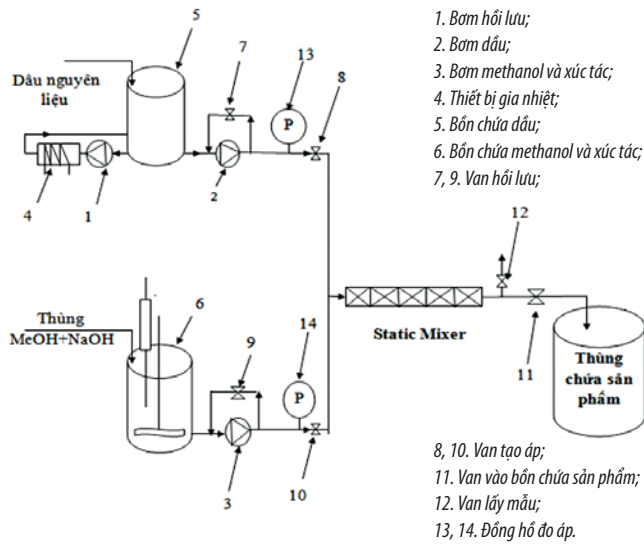 1. Bơm hồi lưu;
2. Bơm dầu;
3. Bơm methanol và xúc tác;
4. Thiết bị gia nhiệt;
5. Bồn chứa dầu;
6. Bồn chứa methanol và xúc tác;
7, 9. Van hồi lưu;
5
13
7
8
Dầu nguyên
liệu
P
4
1
2
12
Thùng
MeOH+NaOH
6
14
9
P
Static Mixer
11
Thùng
chứa sản
phẩm
3
10
8, 10. Van tạo áp;
11. Van vào bồn chứa sản phẩm;
12. Van lấy mẫu;
13, 14. Đồng hồ đo áp.